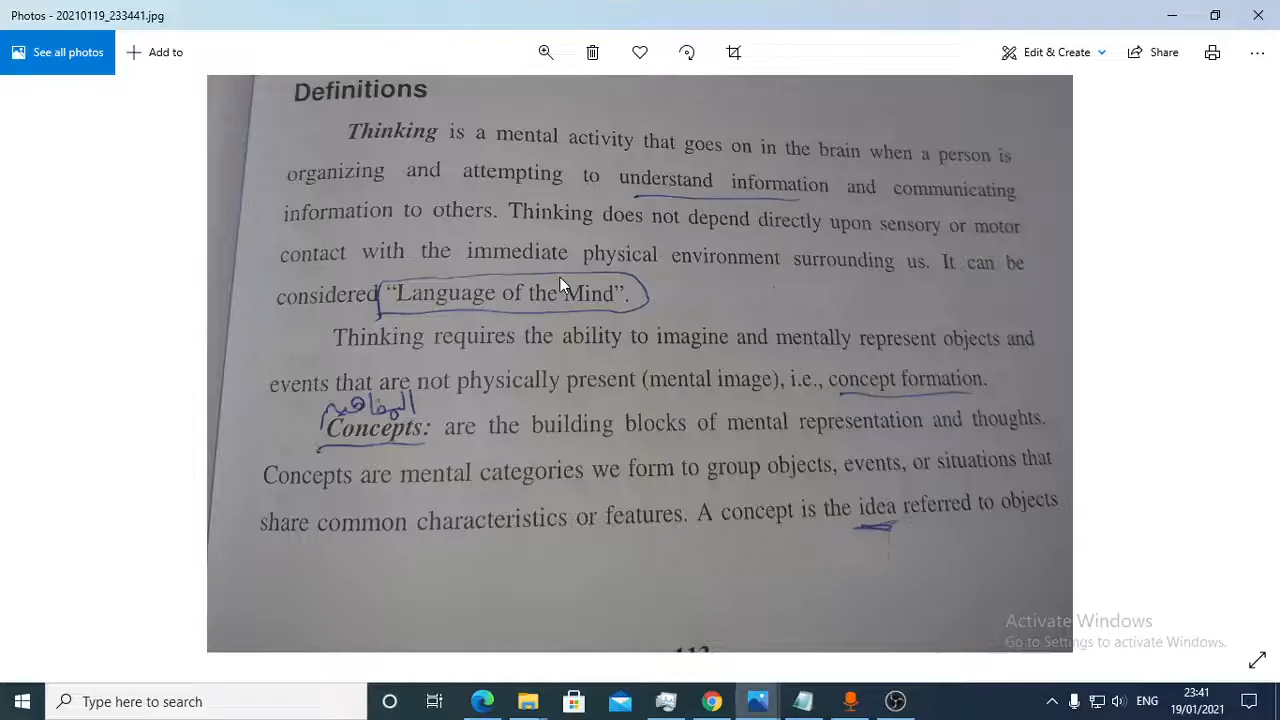 Photos - 20210119_233441.jpg
See all photos
Add to
Edit & Create
Share
Definitions
Thinking is a mental activity that goes on in the brain when a person is
organizing and attempting to understand information and communicating
information to others. Thinking does not depend directly upon sensory or motor
contact with the immediate physical environment surrounding us. It can be
considered “Language of the Mind”.
Thinking requires the ability to imagine and mentally represent objects and
events that are not physically present (mental image), i.e., concept formation.
المفاهيم
Concepts: are the building blocks of mental representation and thoughts.
Concepts are mental categories we form to group objects, events, or situations that
share common characteristics or features. A concept is the idea referred to objects
Activate Windows
Go to Settings to activate Windows.
Type here to search
ENG
23:41
19/01/2021